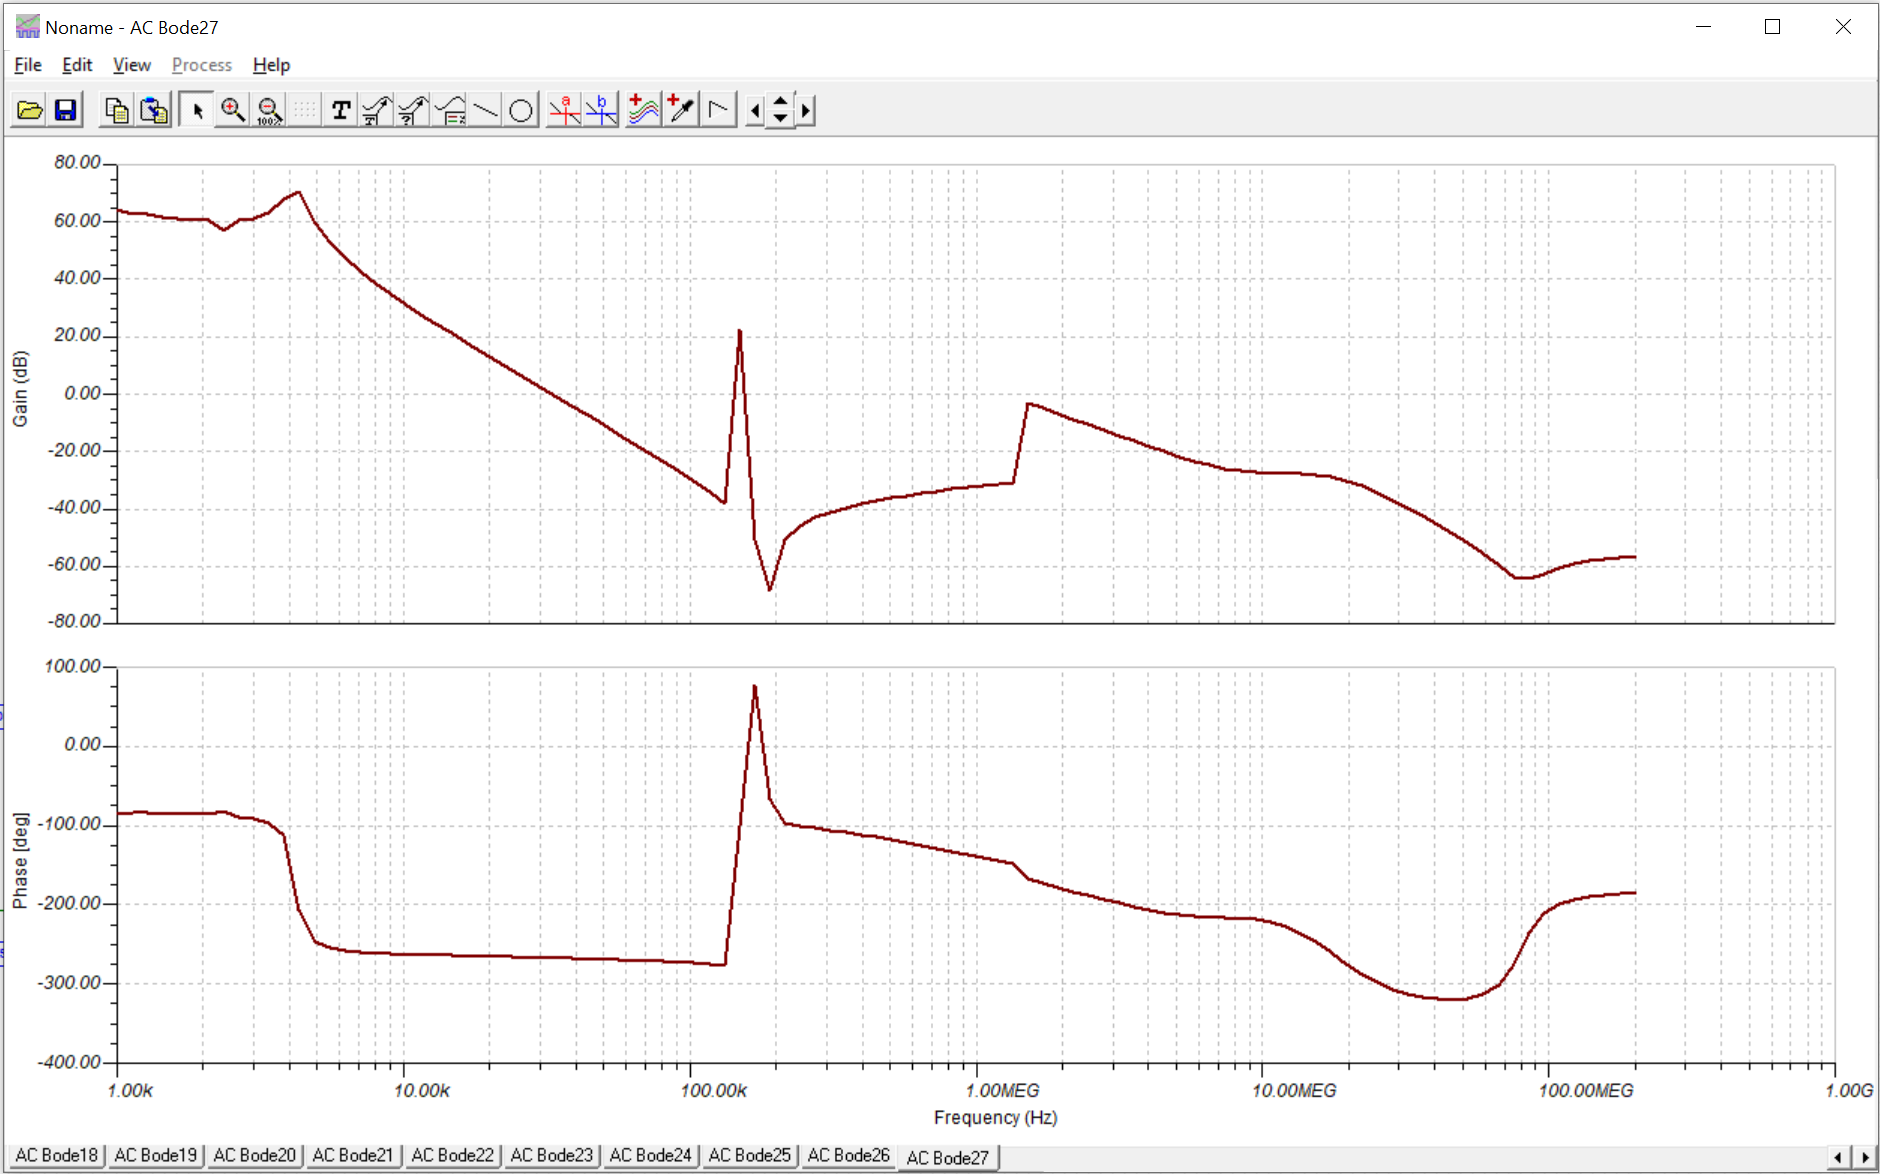 Noname - AC Bode27
File Edit View Process Help
100% T T ? a b
80.00
60.00
40.00
20.00
0.00
-20.00
-40.00
-60.00
-80.00
Gain (dB)
100.00
0.00
-100.00
-200.00
-300.00
-400.00
Phase [deg]
1.00k 10.00k 100.00k 1.00MEG 10.00MEG 100.00MEG 1.00G
Frequency (Hz)
AC Bode18 AC Bode19 AC Bode20 AC Bode21 AC Bode22 AC Bode23 AC Bode24 AC Bode25 AC Bode26 AC Bode27